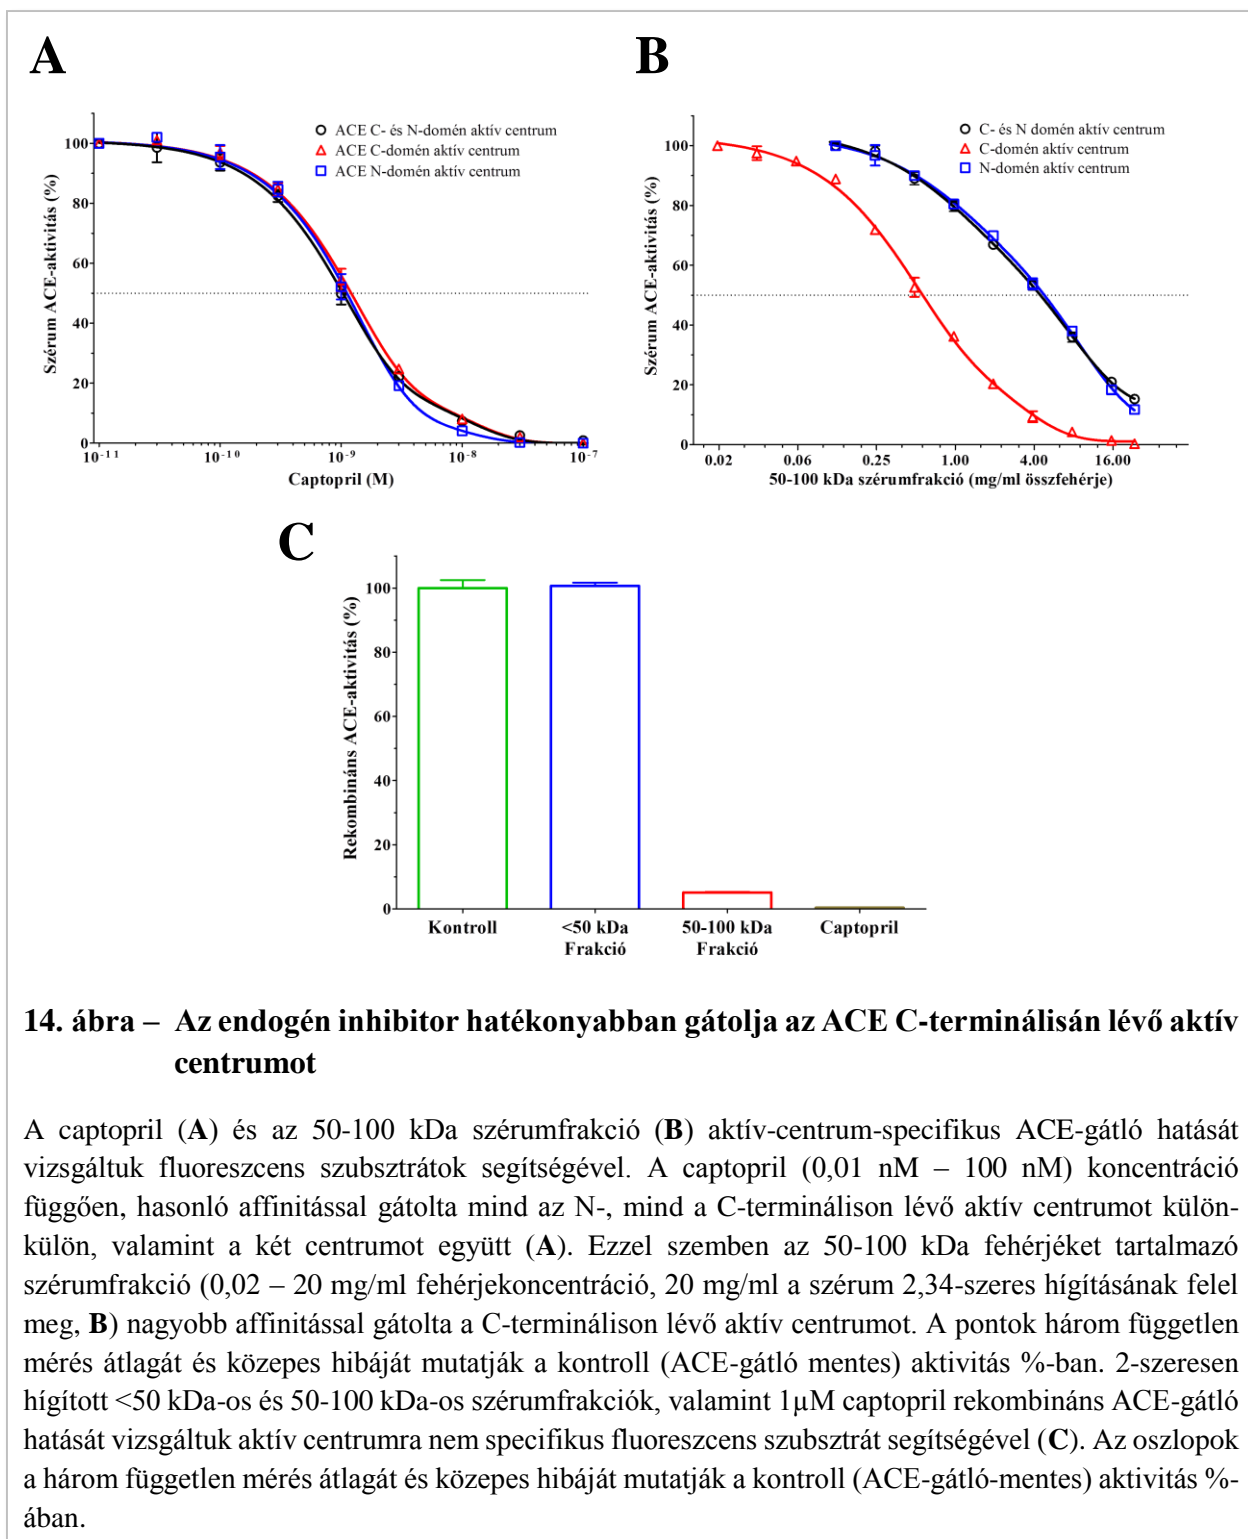 A
B
ACE C- és N-domén aktív centrum
ACE C-domén aktív centrum
ACE N-domén aktív centrum
Szérum ACE-aktivitás (%)
100
80
60
40
20
0
10⁻¹¹ 10⁻¹⁰ 10⁻⁹ 10⁻⁸ 10⁻⁷
Captopril (M)
C- és N domén aktív centrum
C-domén aktív centrum
N-domén aktív centrum
Szérum ACE-aktivitás (%)
100
80
60
40
20
0
0.02 0.06 0.25 1.00 4.00 16.00
50-100 kDa szérumfrakció (mg/ml összfehérje)
C
Rekombináns ACE-aktivitás (%)
100
80
60
40
20
0
Kontroll <50 kDa 50-100 kDa Captopril
Frakció Frakció
14. ábra – Az endogén inhibitor hatékonyabban gátolja az ACE C-terminálisán lévő aktív
centrumot
A captopril (A) és az 50-100 kDa szérumfrakció (B) aktív-centrum-specifikus ACE-gátló hatását
vizsgáltuk fluoreszcens szubsztrátok segítségével. A captopril (0,01 nM – 100 nM) koncentráció
függően, hasonló affinitással gátolta mind az N-, mind a C-terminálison lévő aktív centrumot külön-
külön, valamint a két centrumot együtt (A). Ezzel szemben az 50-100 kDa fehérjéket tartalmazó
szérumfrakció (0,02 – 20 mg/ml fehérjekoncentráció, 20 mg/ml a szérum 2,34-szeres hígításának felel
meg, B) nagyobb affinitással gátolta a C-terminálison lévő aktív centrumot. A pontok három független
mérés átlagát és közepes hibáját mutatják a kontroll (ACE-gátló mentes) aktivitás %-ban. 2-szeresen
hígított <50 kDa-os és 50-100 kDa-os szérumfrakciók, valamint 1µM captopril rekombináns ACE-gátló
hatását vizsgáltuk aktív centrumra nem specifikus fluoreszcens szubsztrát segítségével (C). Az oszlopok
a három független mérés átlagát és közepes hibáját mutatják a kontroll (ACE-gátló-mentes) aktivitás %-
ában.